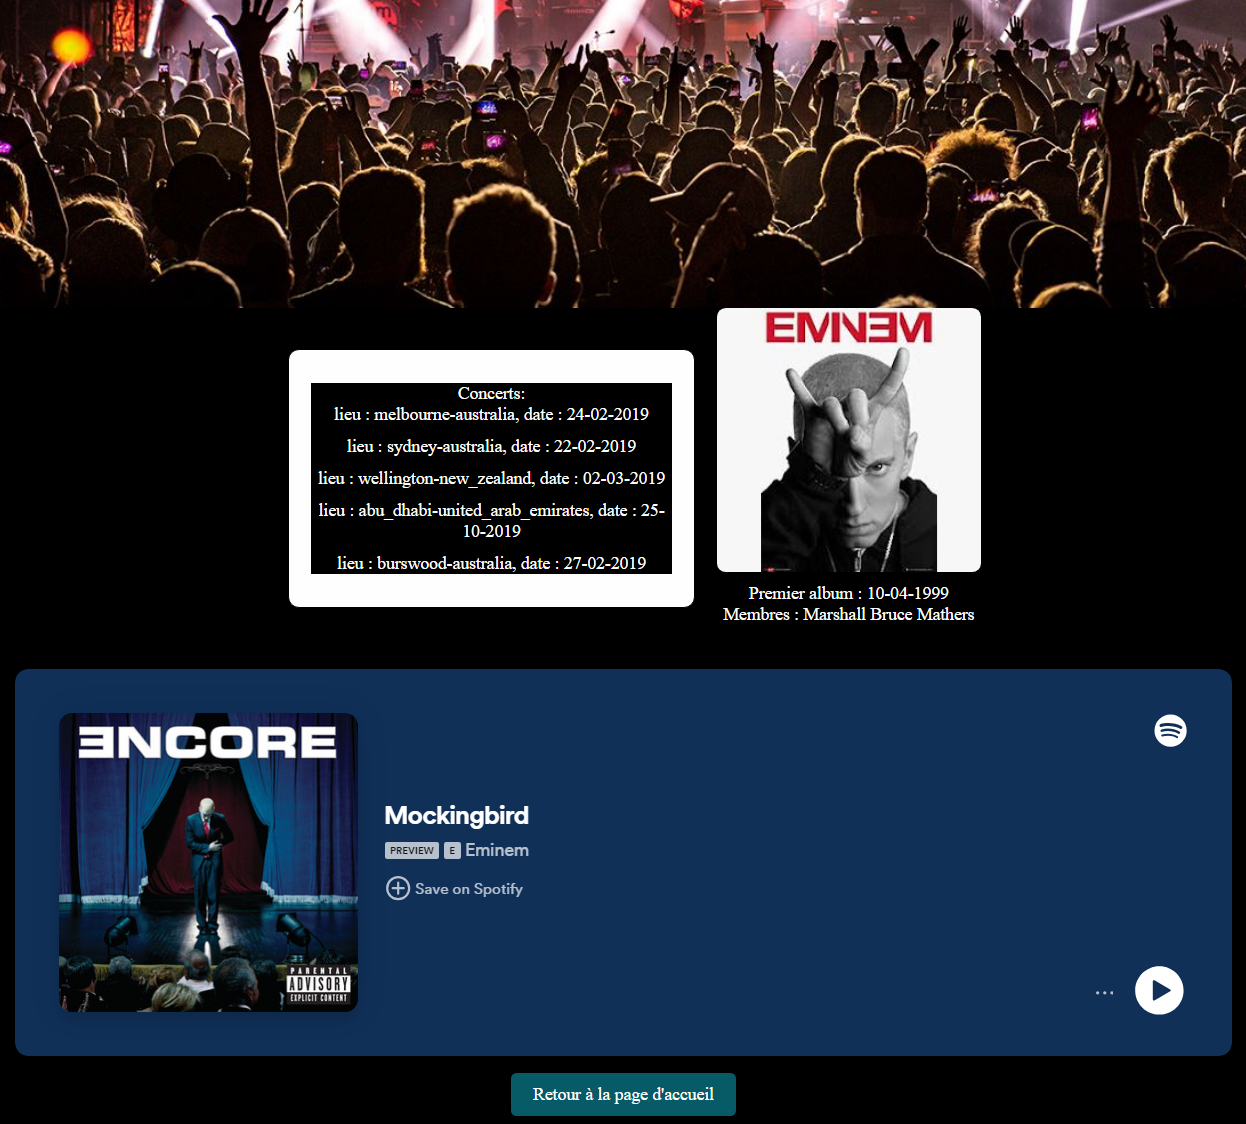 EMINEM
Concerts:
lieu : melbourne-australia, date : 24-02-2019
lieu : sydney-australia, date : 22-02-2019
lieu : wellington-new_zealand, date : 02-03-2019
lieu : abu_dhabi-united_arab_emirates, date : 25-
10-2019
lieu : burswood-australia, date : 27-02-2019
Premier album : 10-04-1999
Membres : Marshall Bruce Mathers
ENCORE
PARENTAL
ADVISORY
EXPLICIT CONTENT
Mockingbird
PREVIEW E Eminem
Save on Spotify
Retour à la page d'accueil